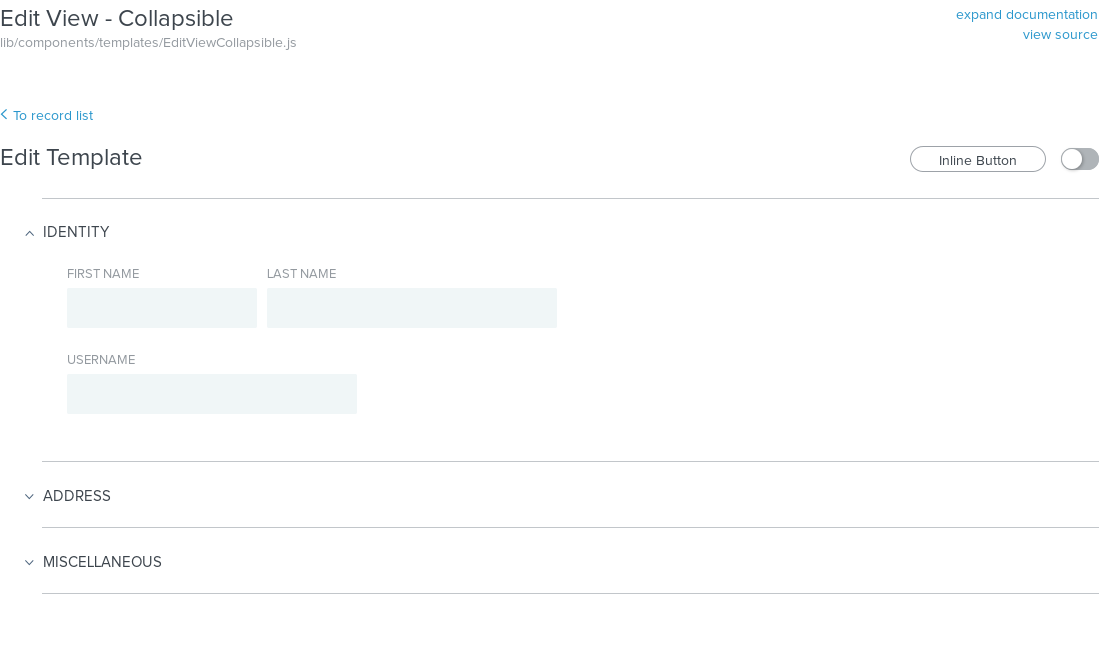 Edit View - Collapsible
expand documentation
lib/components/templates/EditViewCollapsible.js
view source
To record list
Edit Template
Inline Button
IDENTITY
FIRST NAME LAST NAME
USERNAME
ADDRESS
MISCELLANEOUS